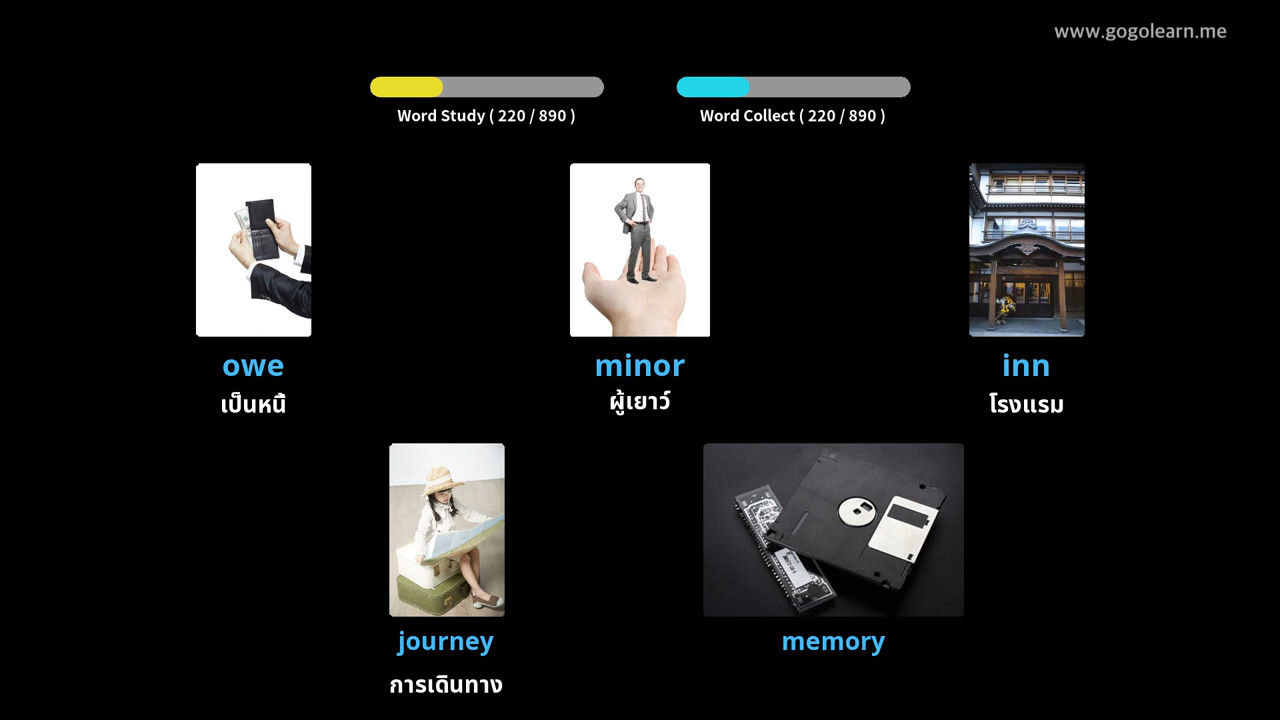 www.gogolearn.me
Word Study ( 220 / 890 )
Word Collect ( 220 / 890 )
owe
minor
inn
เป็นหนี้
ผู้เยาว์
โรงแรม
journey
memory
การเดินทาง